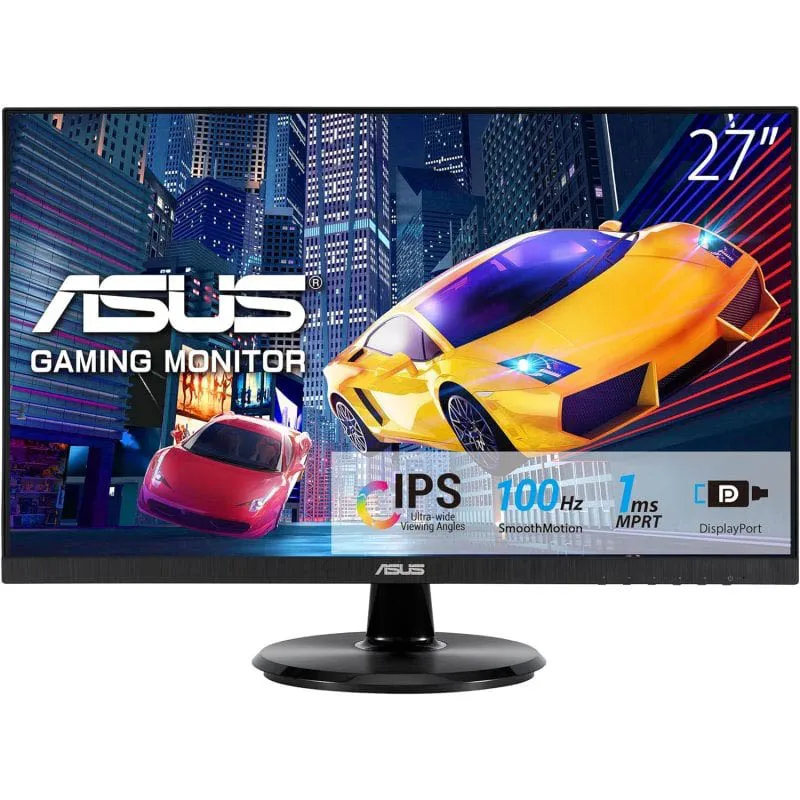 27"
ASUS®
GAMING MONITOR
IPS
Ultra-wide
Viewing Angles
100Hz
SmoothMotion
1ms
MPRT
DisplayPort
ASUS